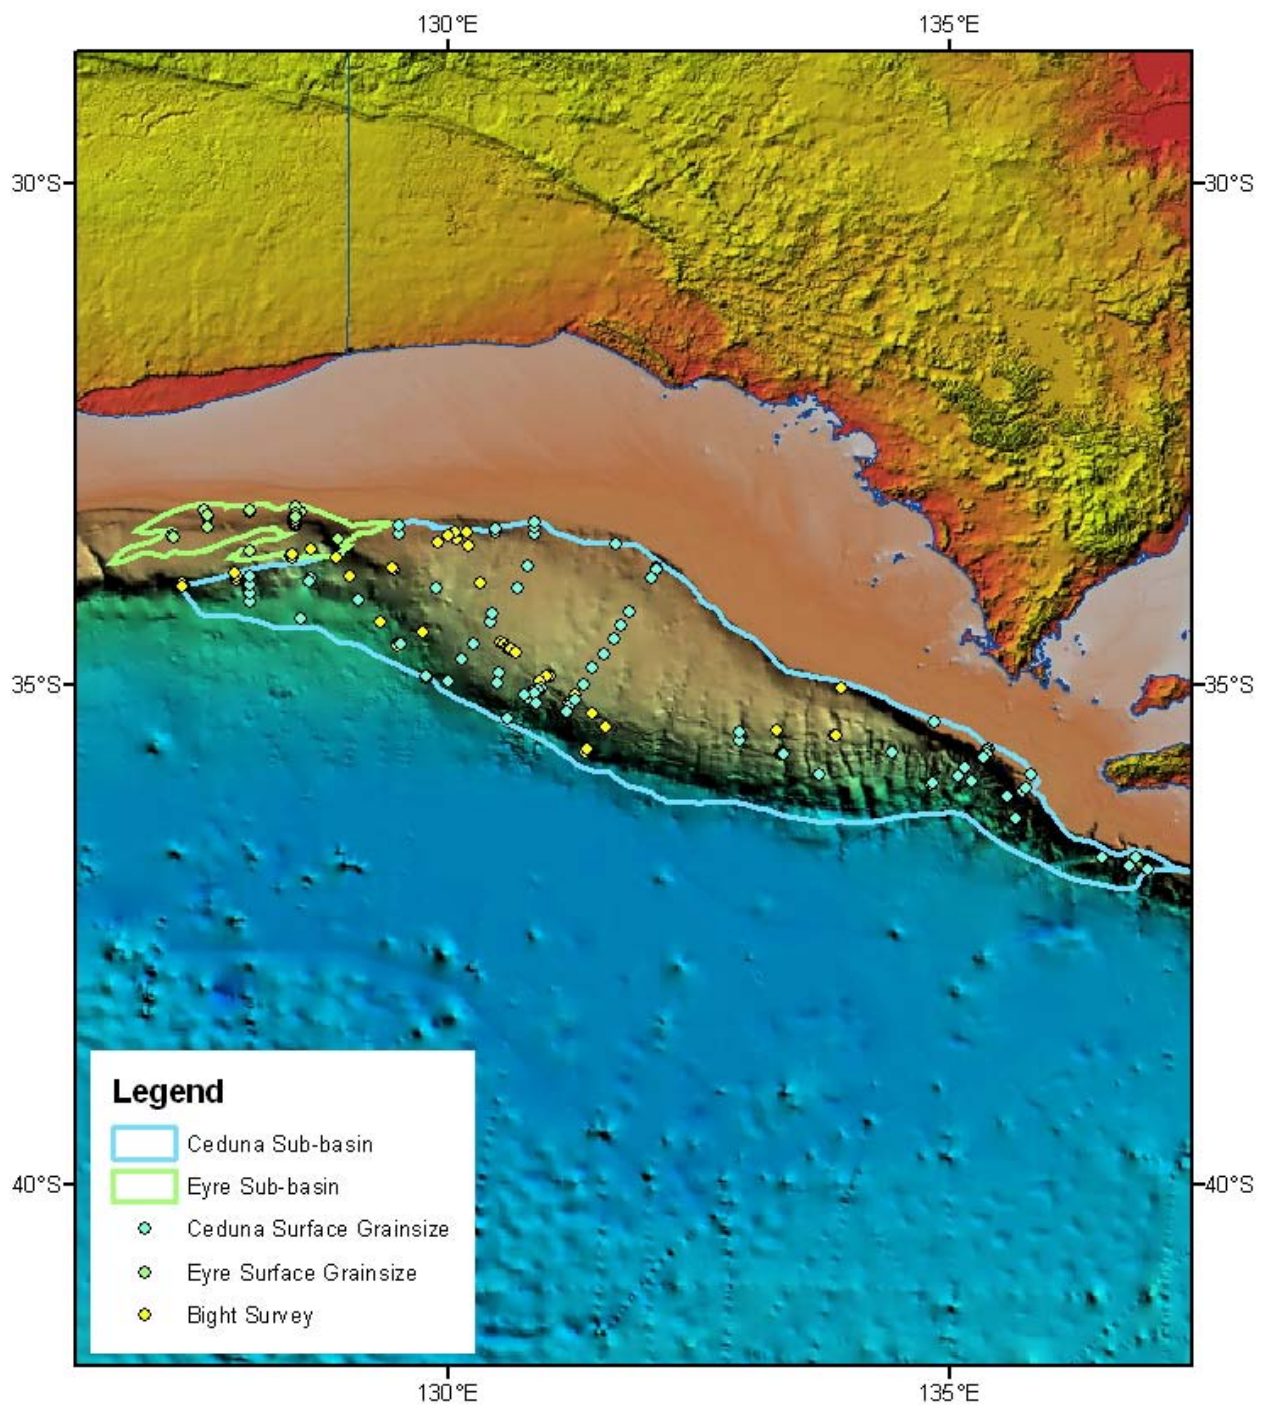 130°E 135°E
30°S 30°S
35°S 35°S
Legend
Ceduna Sub-basin
Eyre Sub-basin
Ceduna Surface Grainsize
Eyre Surface Grainsize
Bight Survey
40°S 40°S
130°E 135°E